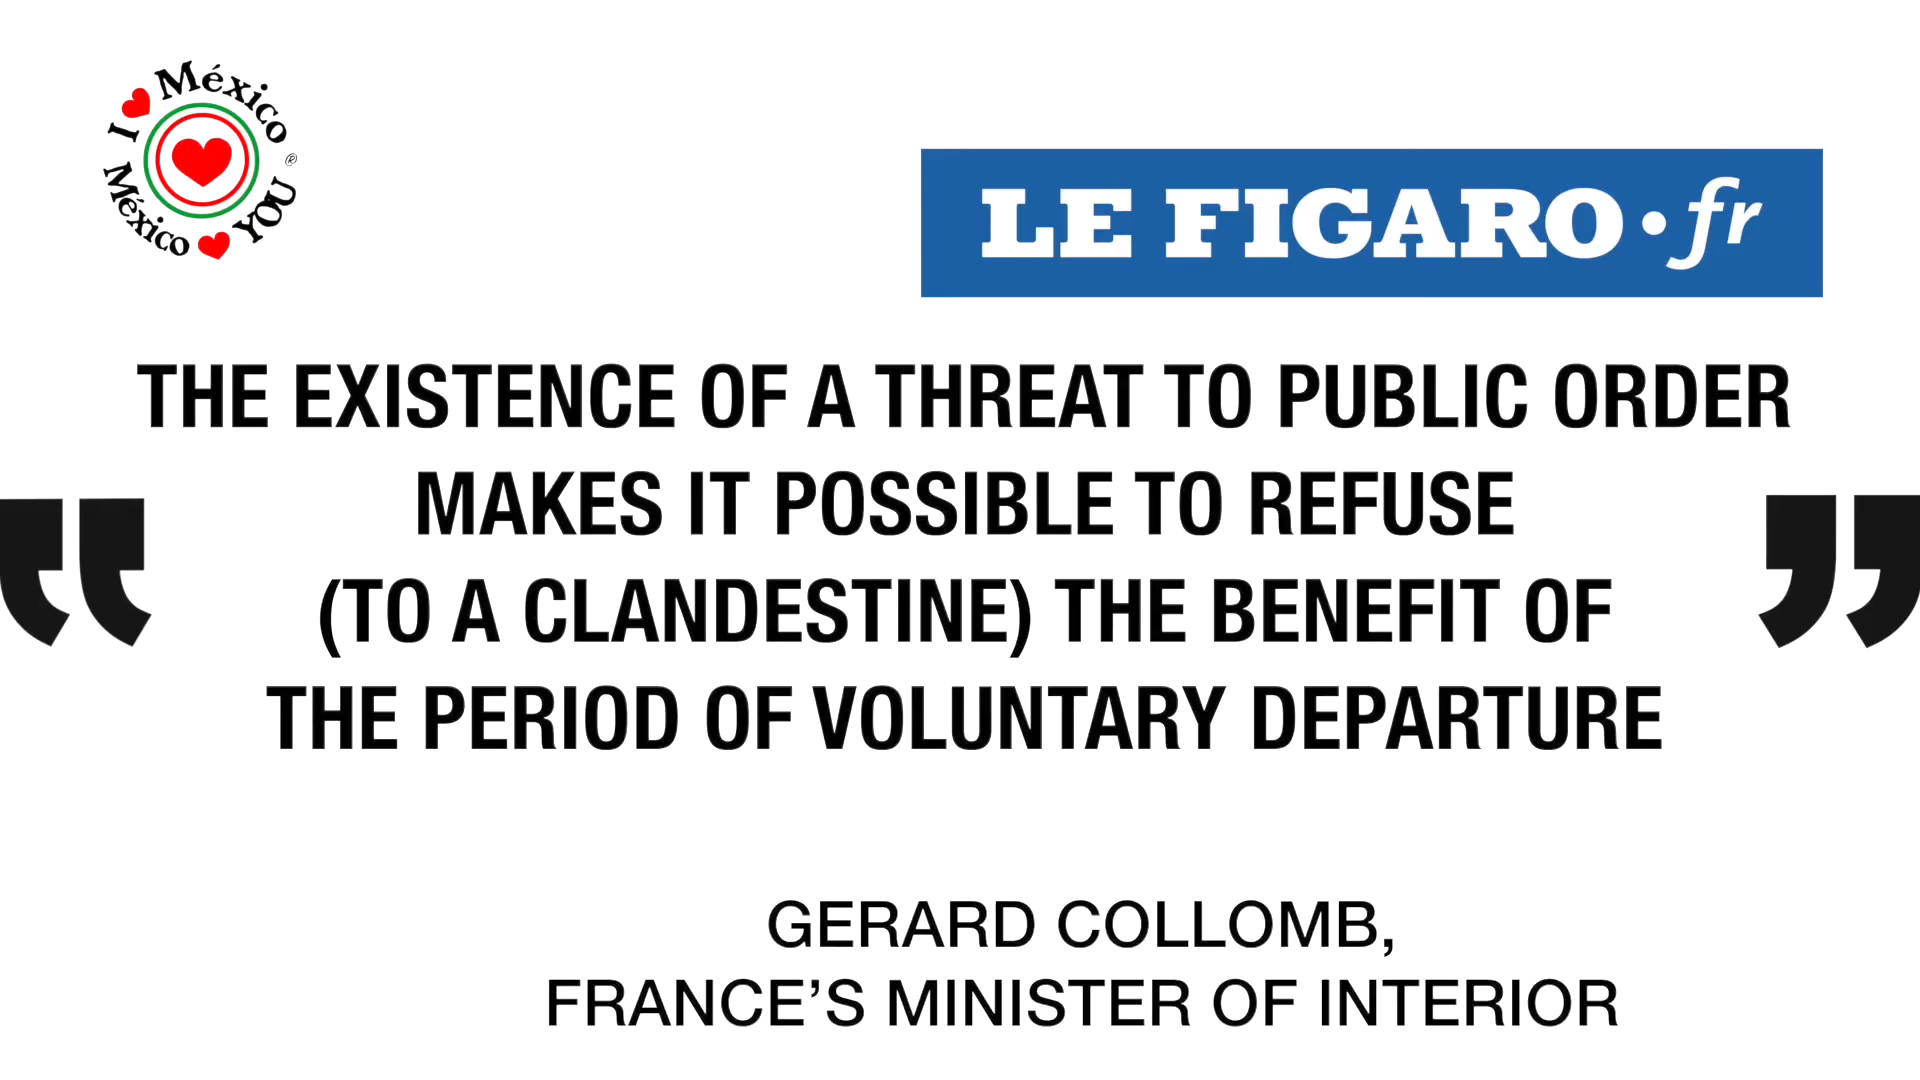 I México
México YOU ®
LE FIGARO·fr
THE EXISTENCE OF A THREAT TO PUBLIC ORDER
MAKES IT POSSIBLE TO REFUSE
(TO A CLANDESTINE) THE BENEFIT OF
THE PERIOD OF VOLUNTARY DEPARTURE
GERARD COLLOMB,
FRANCE’S MINISTER OF INTERIOR